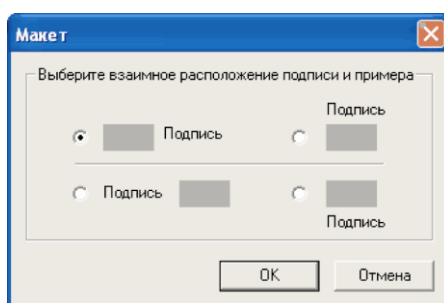 Макет
Выберите взаимное расположение подписи и примера
Подпись
Подпись
Подпись
Подпись
OK
Отмена